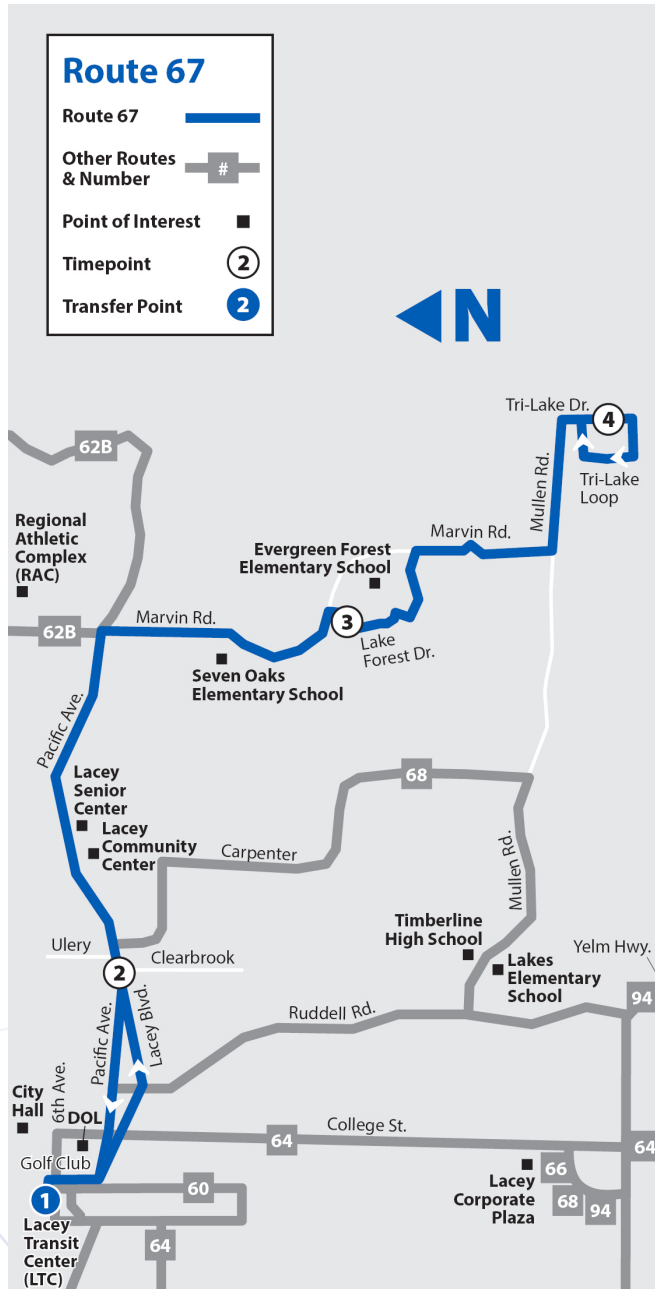 Route 67
Route 67
Other Routes
& Number
#
Point of Interest
Timepoint
2
Transfer Point
2
N
Tri-Lake Dr.
4
62B
Mullen Rd.
Tri-Lake
Loop
Regional
Athletic
Complex
(RAC)
Marvin Rd.
Evergreen Forest
Elementary School
62B
Marvin Rd.
3
Lake
Forest Dr.
Seven Oaks
Elementary School
Pacific Ave.
Lacey
Senior
Center
68
Lacey
Community
Center
Carpenter
Mullen Rd.
Timberline
High School
Ulery
Clearbrook
Yelm Hwy.
2
Lakes
Elementary
School
94
Pacific Ave.
Lacey Blvd.
Ruddell Rd.
6th Ave.
City
Hall
DOL
College St.
64
64
Golf Club
66
1
60
Lacey
Corporate
Plaza
68
94
Lacey
Transit
Center
(LTC)
64